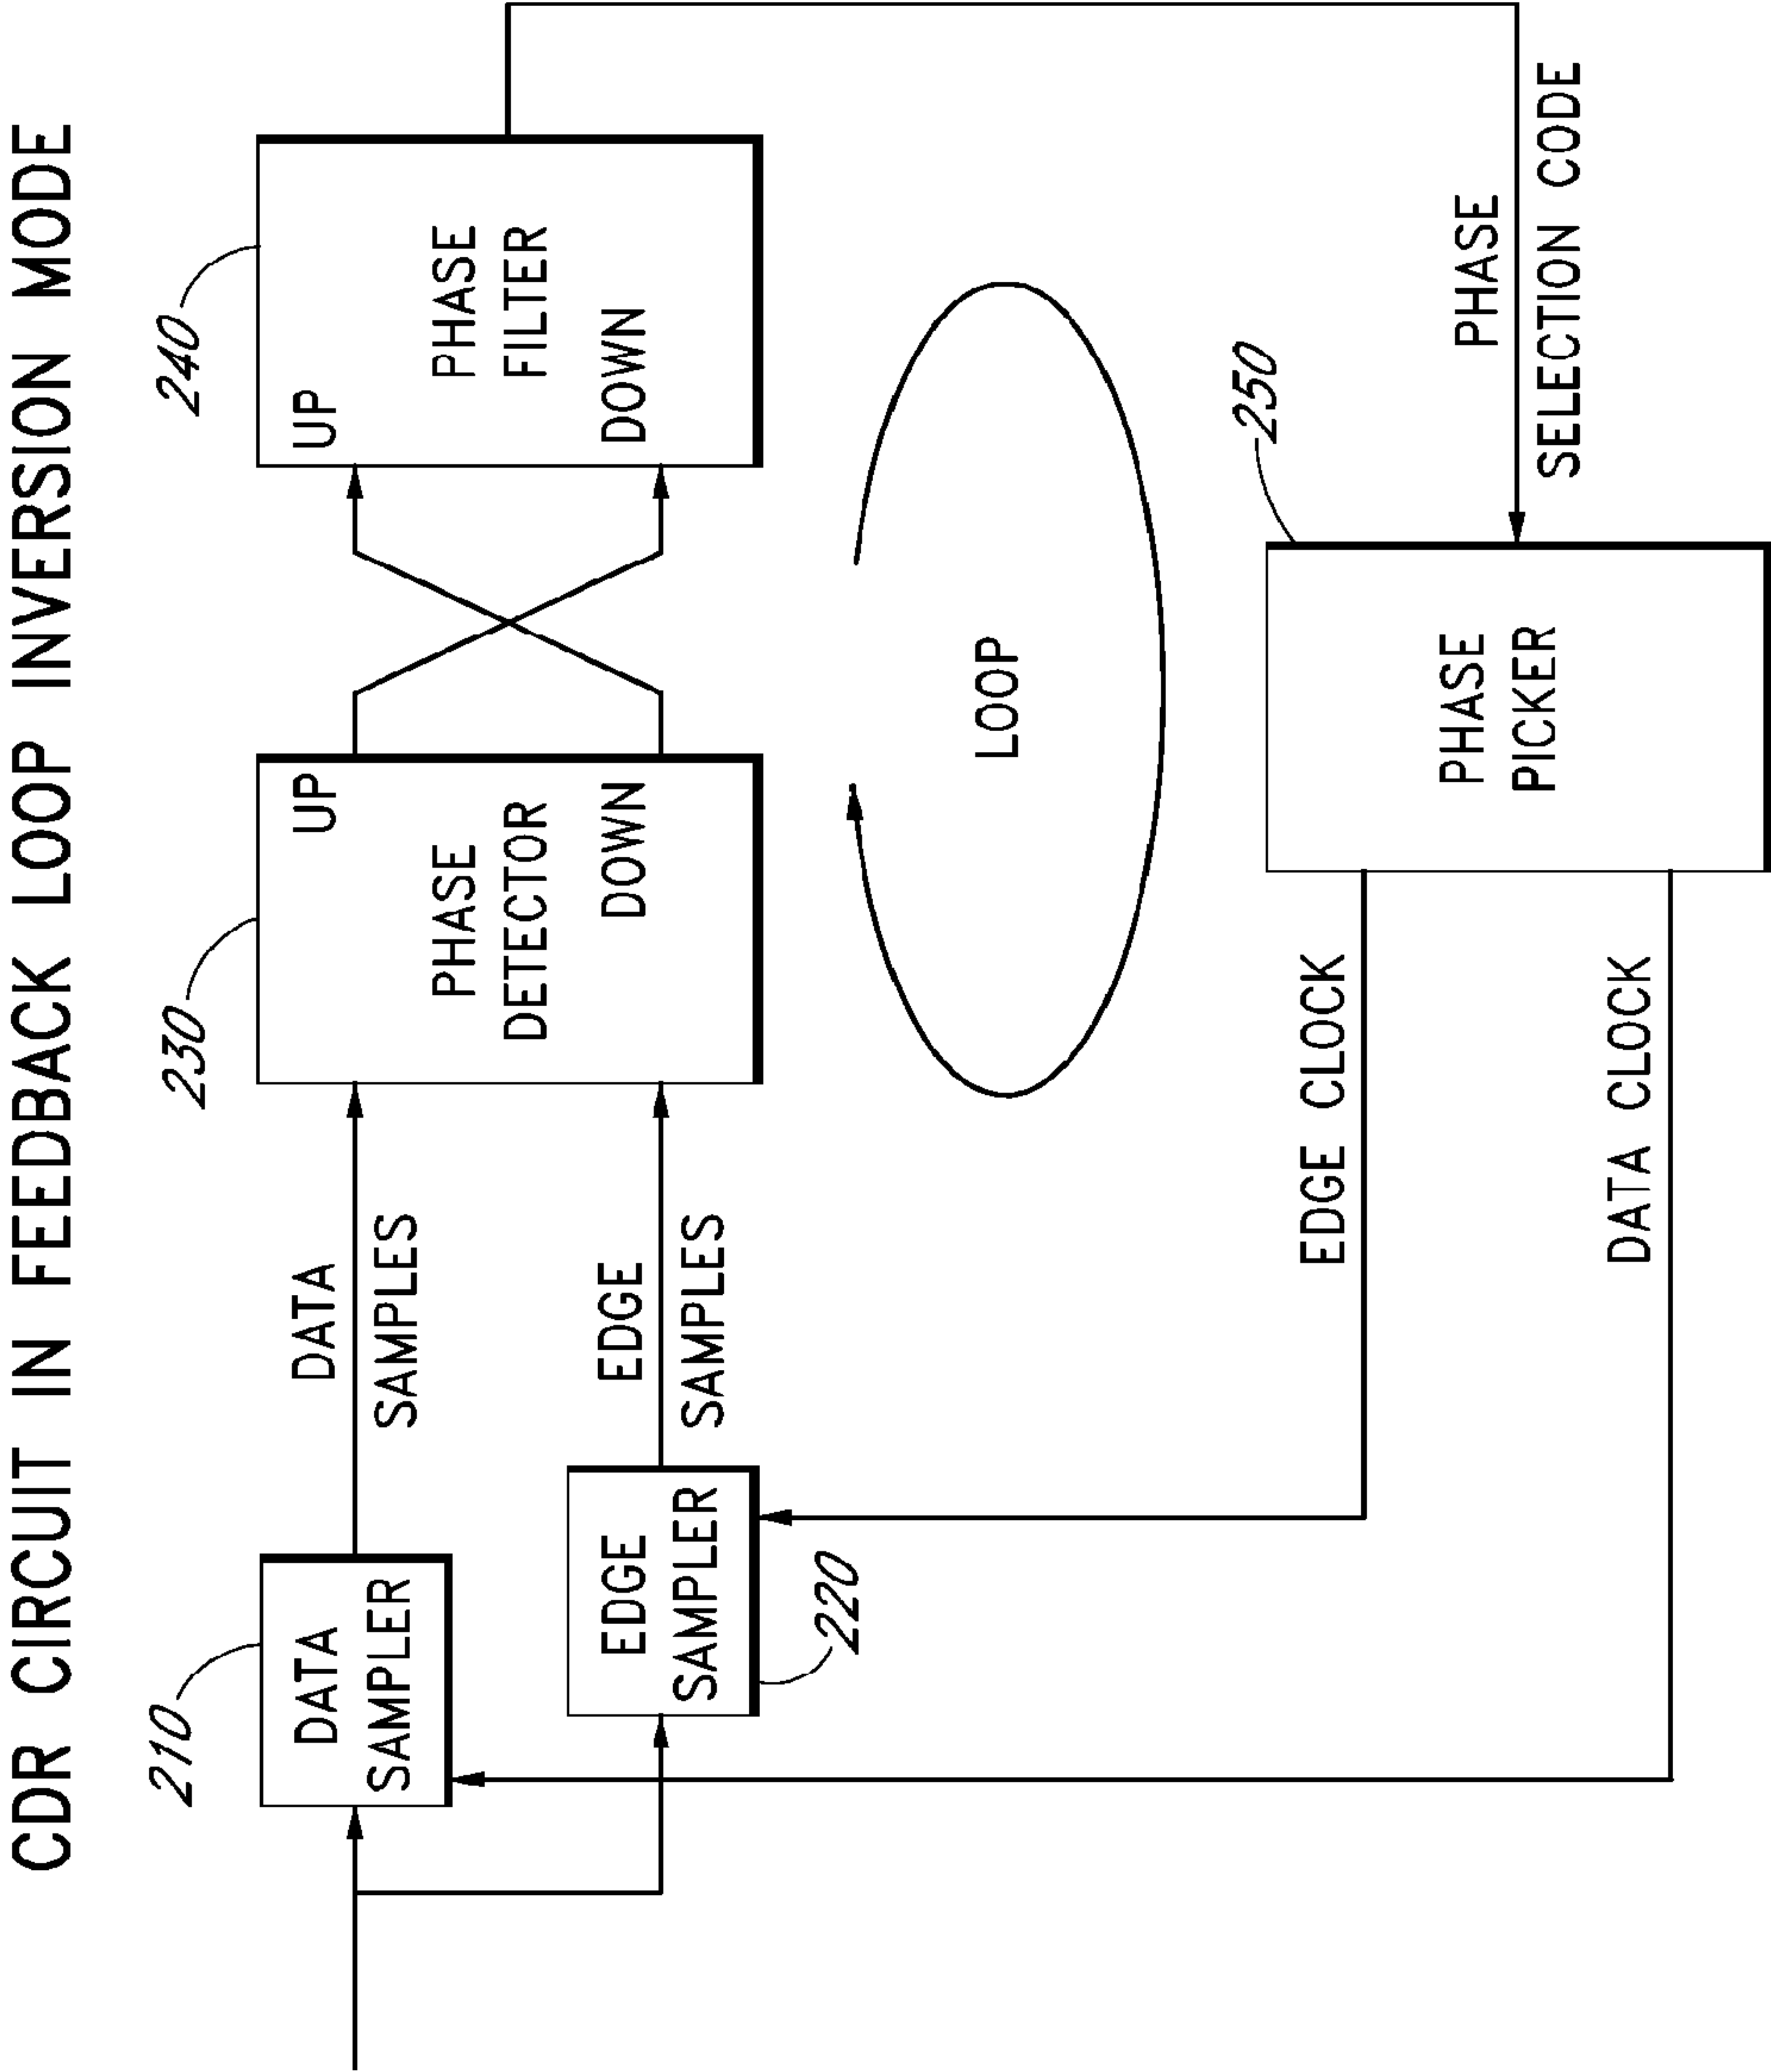 CDR CIRCUIT IN FEEDBACK LOOP INVERSION MODE
210
DATA
SAMPLER
DATA
SAMPLES
230
UP
PHASE
DETECTOR
DOWN
240
UP
PHASE
FILTER
DOWN
EDGE
SAMPLER
220
EDGE
SAMPLES
LOOP
EDGE CLOCK
DATA CLOCK
250
PHASE
PICKER
PHASE
SELECTION CODE